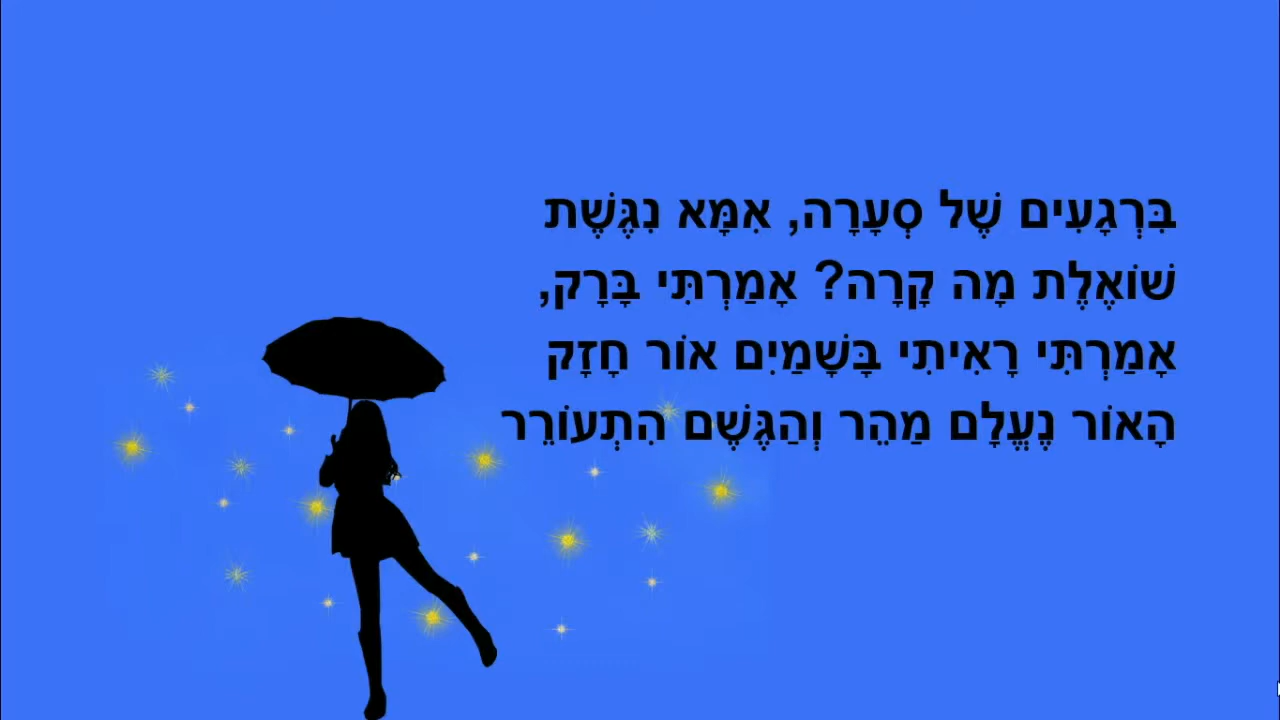 בִּרְגָעִים שֶׁל סְעָרָה, אִמָּא נִגֶּשֶׁת
שׁוֹאֶלֶת מָה קָרָה? אָמַרְתִּי בָּרָק,
אָמַרְתִּי רָאִיתִי בָּשָׁמַיִם אוֹר חָזָק
הָאוֹר נֶעֱלָם מַהֵר וְהַגֶּשֶׁם הִתְעוֹרֵר